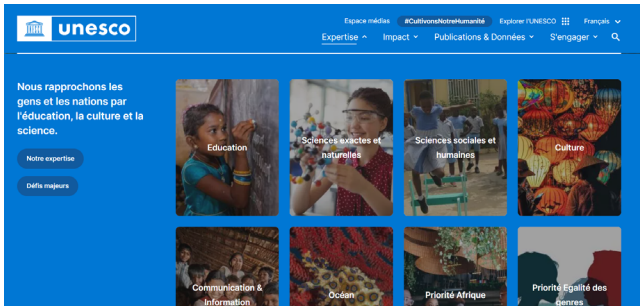 Espace médias #CultivonsNotreHumanité Explorer l'UNESCO Français
unesco
Expertise Impact Publications & Données S'engager
Nous rapprochons les
gens et les nations par
l'éducation, la culture et la
science.
Notre expertise
Défis majeurs
Education
Sciences exactes et
naturelles
Sciences sociales et
humaines
Culture
Communication &
Information
Océan
Priorité Afrique
Priorité Egalité des
genres